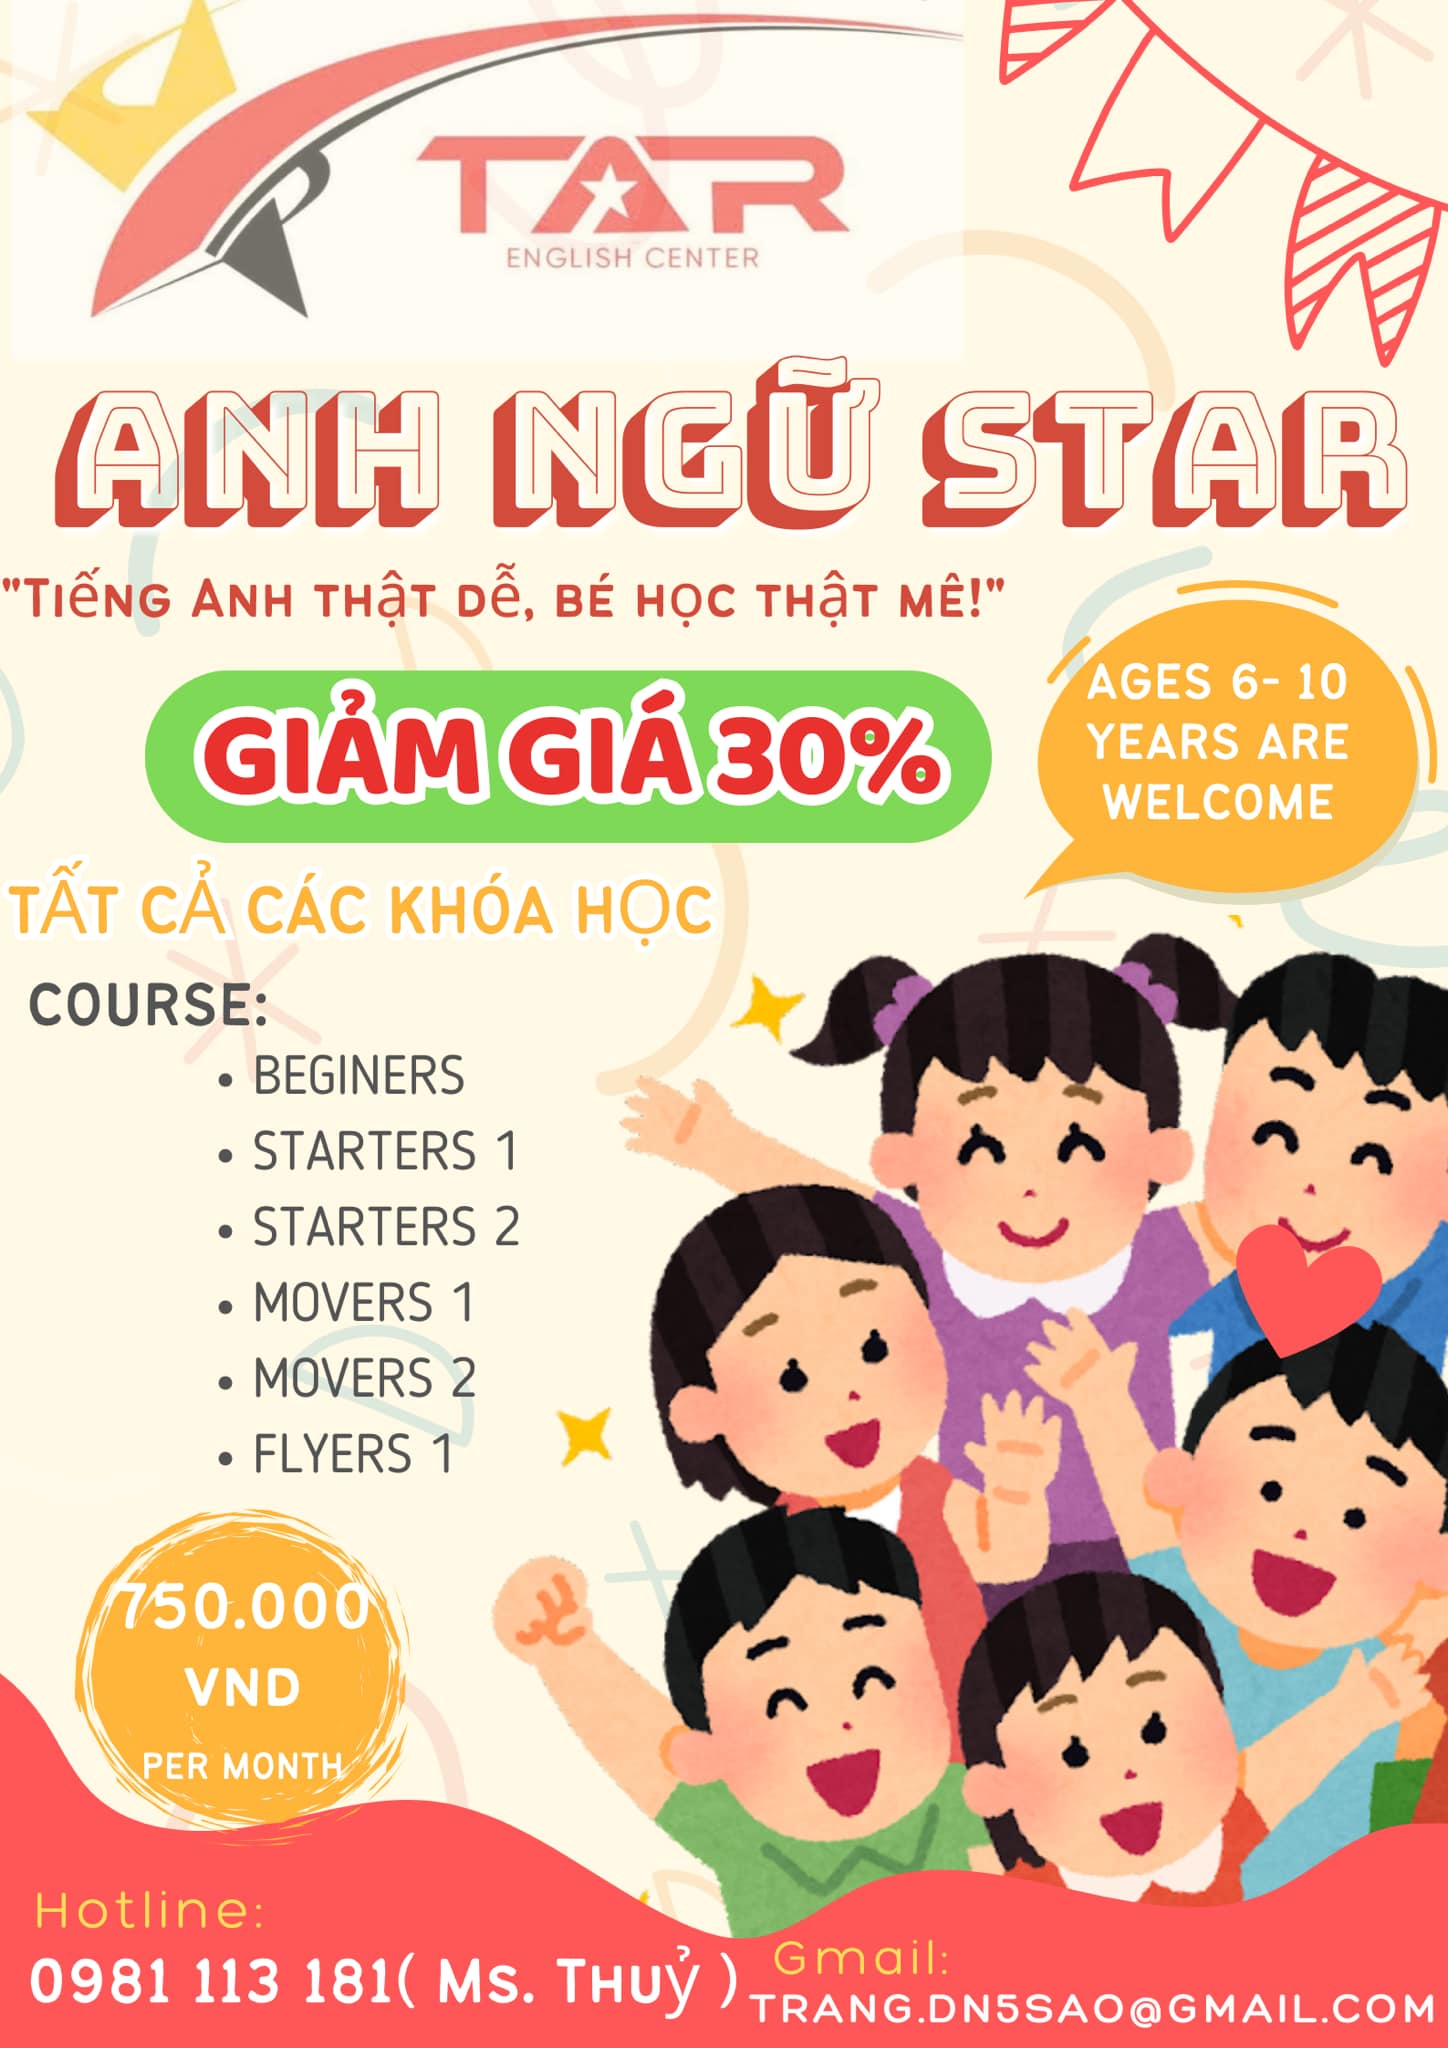 TAR
ENGLISH CENTER
ANH NGỮ STAR
"TIẾNG ANH THẬT DỄ, BÉ HỌC THẬT MÊ!"
GIẢM GIÁ 30%
AGES 6- 10
YEARS ARE
WELCOME
TẤT CẢ CÁC KHÓA HỌC
COURSE:
• BEGINERS
• STARTERS 1
• STARTERS 2
• MOVERS 1
• MOVERS 2
• FLYERS 1
750.000
VND
PER MONTH
Hotline:
0981 113 181( MS. THUỶ )
Gmail:
TRANG.DN5SAO@GMAIL.COM